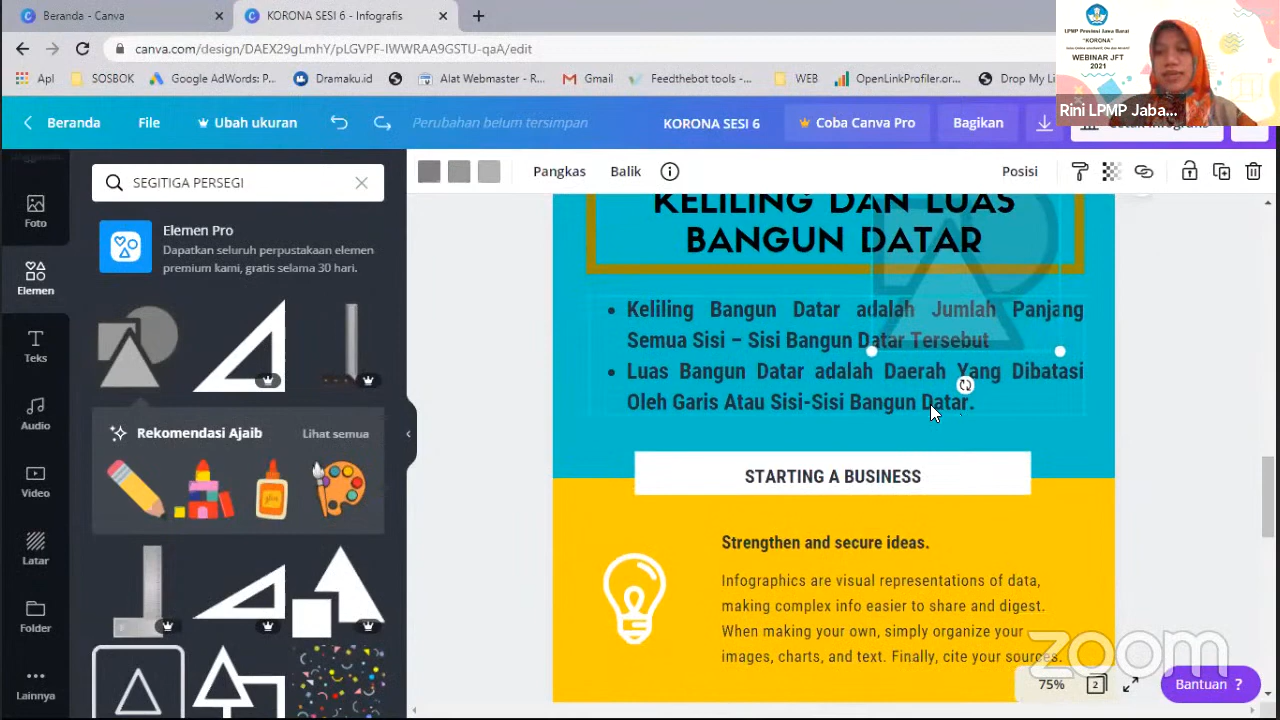 Beranda - Canva
KORONA SESI 6 - Infografis
canva.com/design/DAEX29gLmhY/pLGVPF-IWWRAA9GSTU-qaA/edit
Apl
SOSBOK
Google AdWords: P...
Dramaku.id
Alat Webmaster - R...
Gmail
Feedthebot tools - ...
WEB
OpenLinkProfiler.or...
Drop My Li
LPMP Provinsi Jawa Barat
"KORONA"
WEBINAR JFT
2021
Rini LPMP Jaba...
Beranda
File
Ubah ukuran
Perubahan belum tersimpan
KORONA SESI 6
Coba Canva Pro
Bagikan
SEGITIGA PERSEGI
Pangkas
Balik
Posisi
Foto
Elemen
Teks
Audio
Video
Latar
Folder
Lainnya
Elemen Pro
Dapatkan seluruh perpustakaan elemen
premium kami, gratis selama 30 hari.
Rekomendasi Ajaib
Lihat semua
KELILING DAN LUAS
BANGUN DATAR
• Keliling Bangun Datar adalah Jumlah Panjang
Semua Sisi – Sisi Bangun Datar Tersebut
• Luas Bangun Datar adalah Daerah Yang Dibatasi
Oleh Garis Atau Sisi-Sisi Bangun Datar.
STARTING A BUSINESS
Strengthen and secure ideas.
Infographics are visual representations of data,
making complex info easier to share and digest.
When making your own, simply organize your
images, charts, and text. Finally, cite your sources.
zoom
75%
2
Bantuan ?